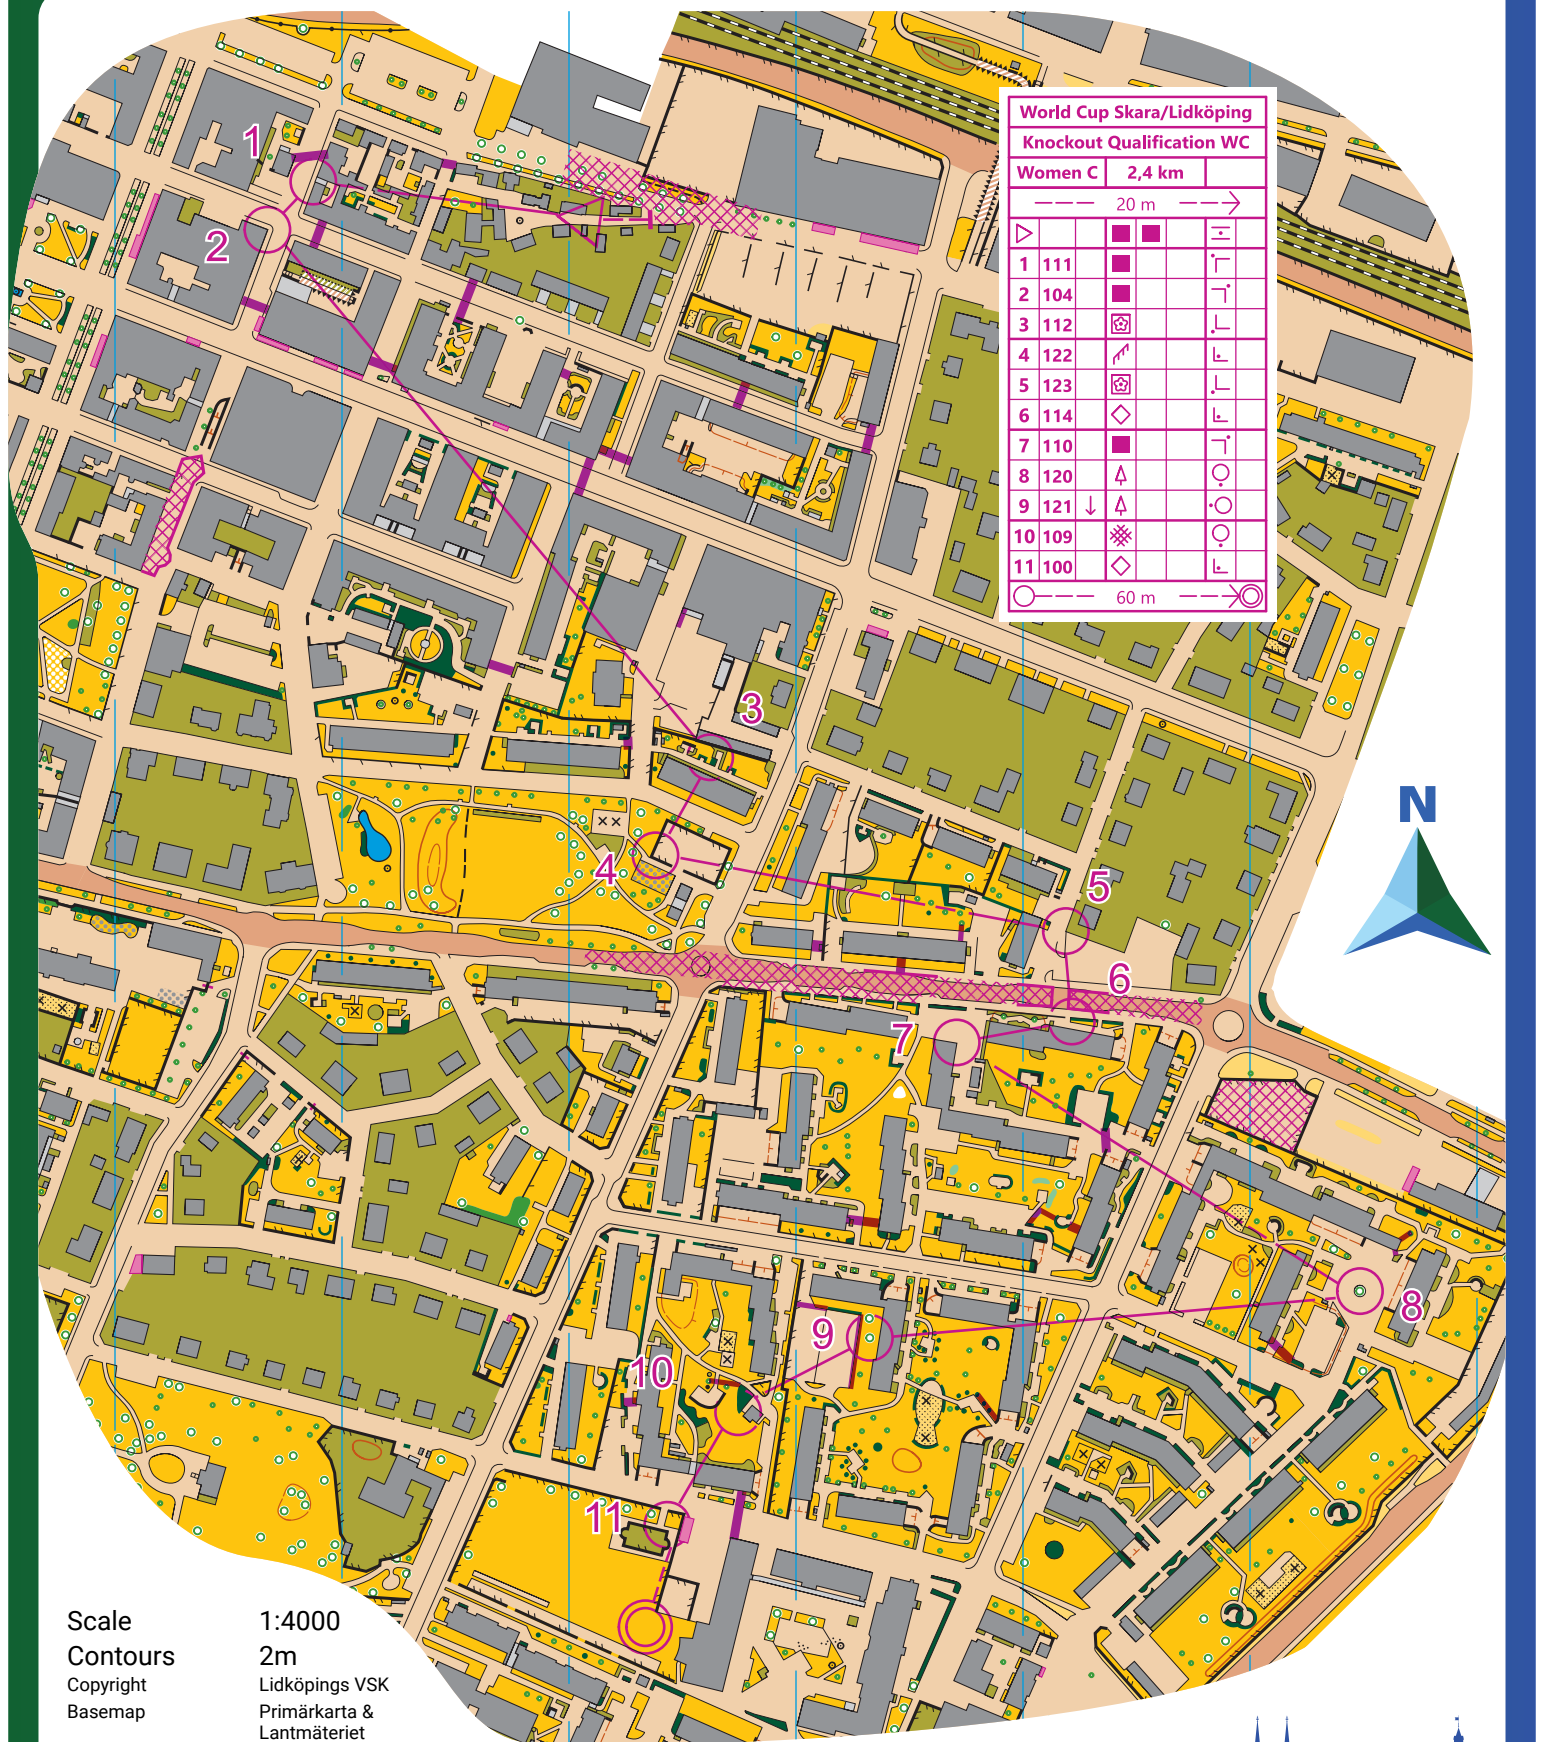 World Cup Skara/Lidköping
Knockout Qualification WC
Women C 2,4 km
20 m
1 111
2 104
3 112
4 122
5 123
6 114
7 110
8 120
9 121
10 109
11 100
60 m
1
2
3
4
5
6
7
8
9
10
11
N
Scale 1:4000
Contours 2m
Copyright Lidköpings VSK
Basemap Primärkarta &
Lantmäteriet